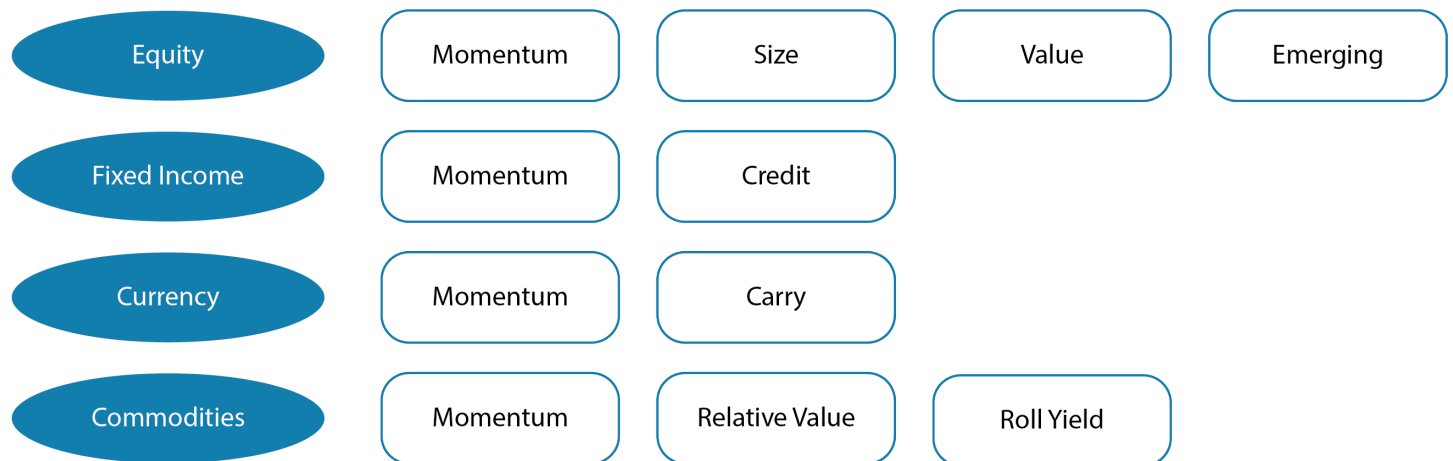 Equity Momentum Size Value Emerging
Fixed Income Momentum Credit
Currency Momentum Carry
Commodities Momentum Relative Value Roll Yield